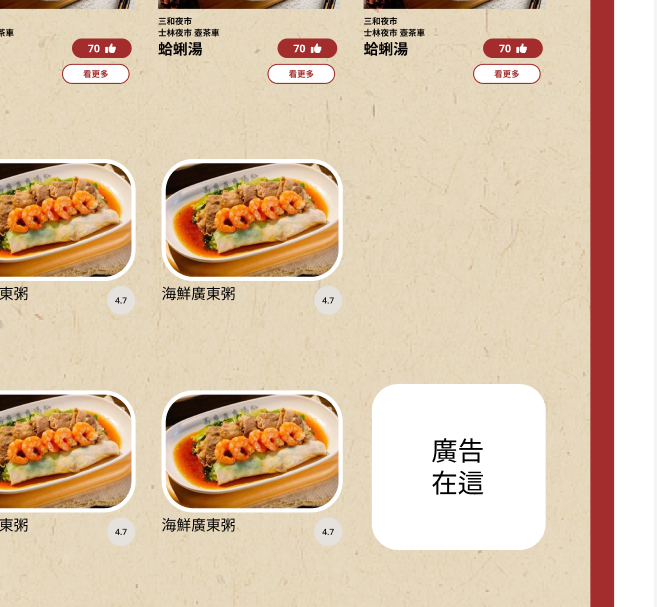 三和夜市
三和夜市
茶車
士林夜市 壺茶車
士林夜市 壺茶車
蛤蜊湯
蛤蜊湯
70
70
70
看更多
看更多
看更多
東粥
4.7
海鮮廣東粥
4.7
廣告
在這
東粥
4.7
海鮮廣東粥
4.7